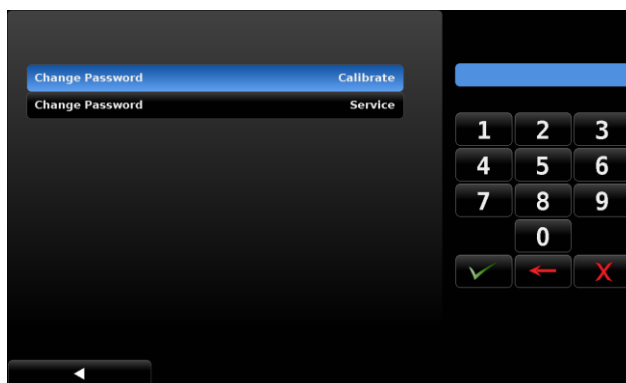 Change Password Calibrate
Change Password Service
1 2 3
4 5 6
7 8 9
0
X